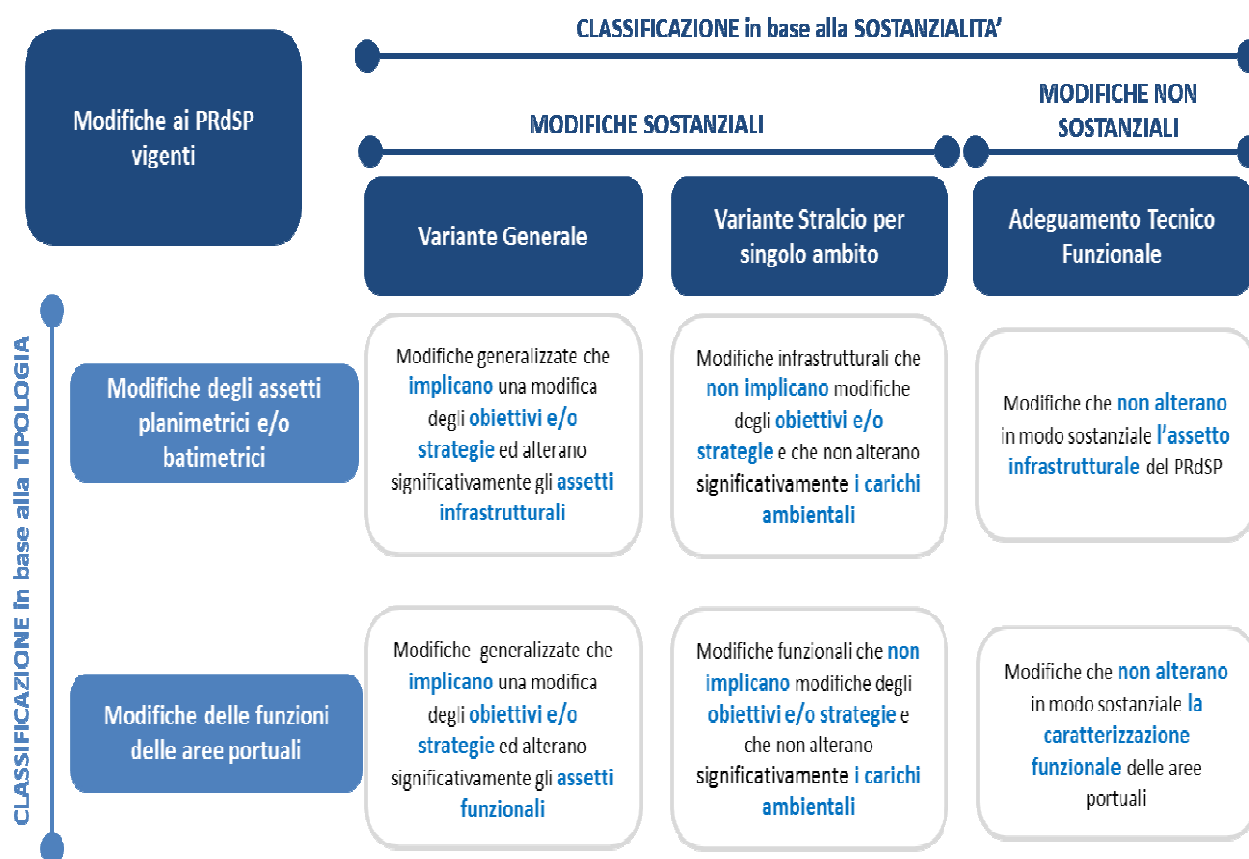 CLASSIFICAZIONE in base alla SOSTANZIALITA’
Modifiche ai PRdSP
vigenti
MODIFICHE SOSTANZIALI
MODIFICHE NON
SOSTANZIALI
Variante Generale
Variante Stralcio per
singolo ambito
Adeguamento Tecnico
Funzionale
CLASSIFICAZIONE in base alla TIPOLOGIA
Modifiche degli assetti
planimetrici e/o
batimetrici
Modifiche generalizzate che
implicano una modifica
degli obiettivi e/o
strategie ed alterano
significativamente gli assetti
infrastrutturali
Modifiche infrastrutturali che
non implicano modifiche
degli obiettivi e/o
strategie e che non alterano
significativamente i carichi
ambientali
Modifiche che non alterano
in modo sostanziale l’assetto
infrastrutturale del PRdSP
Modifiche delle funzioni
delle aree portuali
Modifiche generalizzate che
implicano una modifica
degli obiettivi e/o
strategie ed alterano
significativamente gli assetti
funzionali
Modifiche funzionali che non
implicano modifiche degli
obiettivi e/o strategie e
che non alterano
significativamente i carichi
ambientali
Modifiche che non alterano
in modo sostanziale la
caratterizzazione
funzionale delle aree
portuali